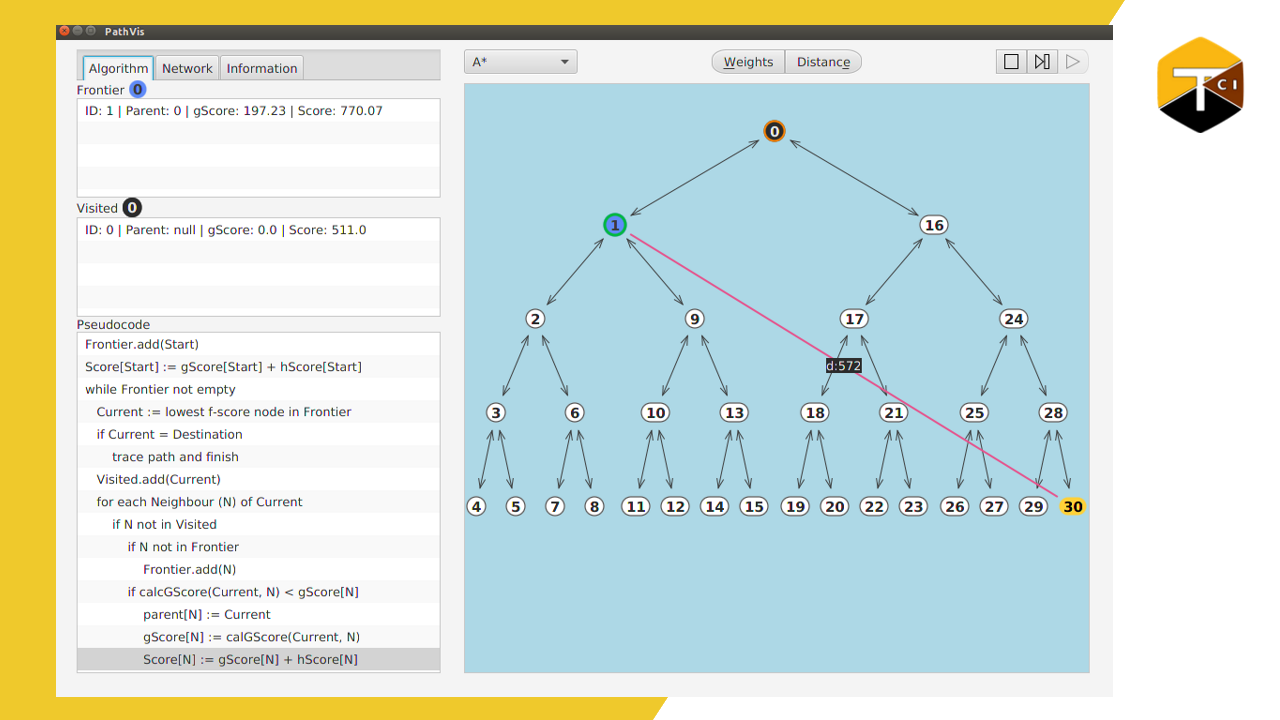 PathVis
Algorithm Network Information
A* Weights Distance
Frontier 0
ID: 1 | Parent: 0 | gScore: 197.23 | Score: 770.07
Visited 0
ID: 0 | Parent: null | gScore: 0.0 | Score: 511.0
Pseudocode
Frontier.add(Start)
Score[Start] := gScore[Start] + hScore[Start]
while Frontier not empty
Current := lowest f-score node in Frontier
if Current = Destination
trace path and finish
Visited.add(Current)
for each Neighbour (N) of Current
if N not in Visited
if N not in Frontier
Frontier.add(N)
if calcGScore(Current, N) < gScore[N]
parent[N] := Current
gScore[N] := calGScore(Current, N)
Score[N] := gScore[N] + hScore[N]
0
1 16
2 9 17 24
d:572
3 6 10 13 18 21 25 28
4 5 7 8 11 12 14 15 19 20 22 23 26 27 29 30
T C I